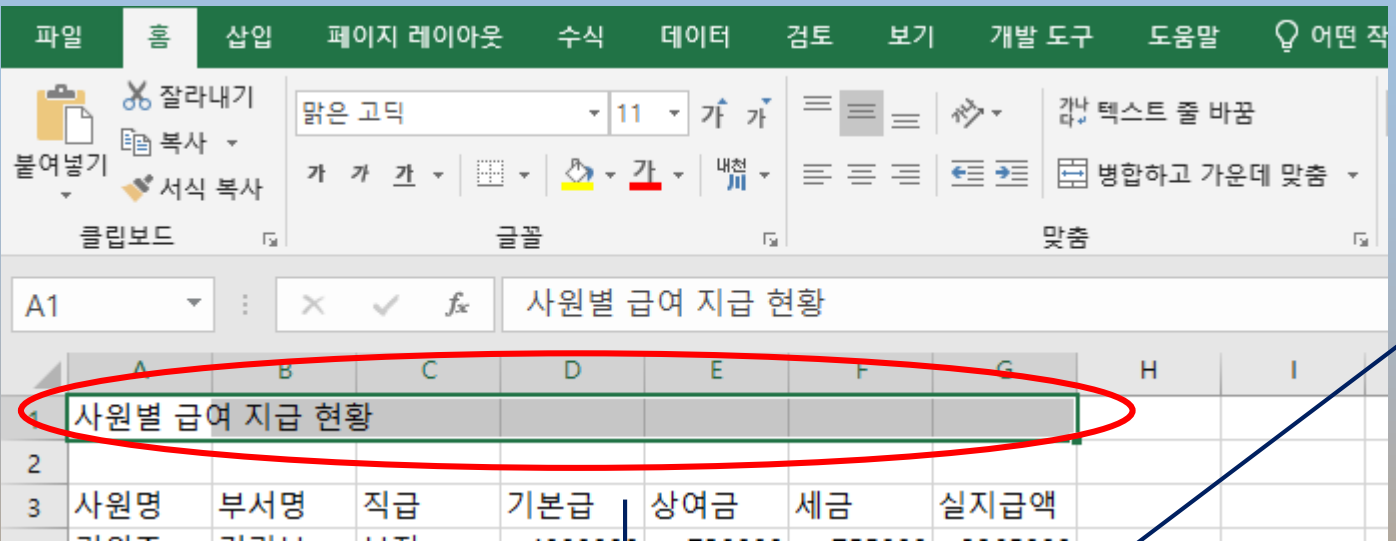 파일 홈 삽입 페이지 레이아웃 수식 데이터 검토 보기 개발 도구 도움말 어떤 작
잘라내기
복사
서식 복사
붙여넣기
클립보드
맑은 고딕 11 가 가
가 가 가 가 내천 川
글꼴
간나 텍스트 줄 바꿈
병합하고 가운데 맞춤
맞춤
A1 fx 사원별 급여 지급 현황
A B C D E F G H I
1 사원별 급여 지급 현황
2
3 사원명 부서명 직급 기본급 상여금 세금 실지급액